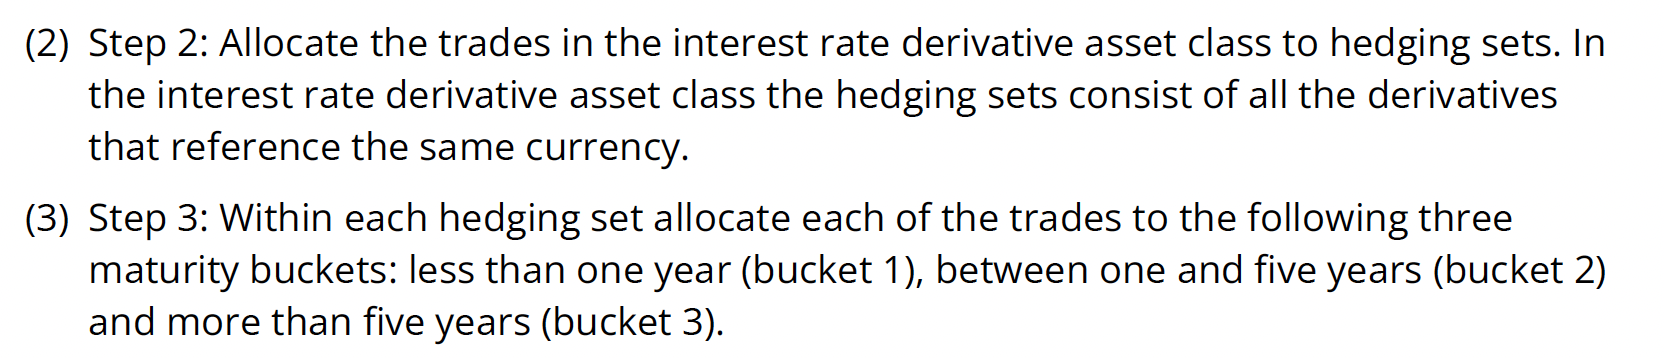 (2) Step 2: Allocate the trades in the interest rate derivative asset class to hedging sets. In
the interest rate derivative asset class the hedging sets consist of all the derivatives
that reference the same currency.
(3) Step 3: Within each hedging set allocate each of the trades to the following three
maturity buckets: less than one year (bucket 1), between one and five years (bucket 2)
and more than five years (bucket 3).